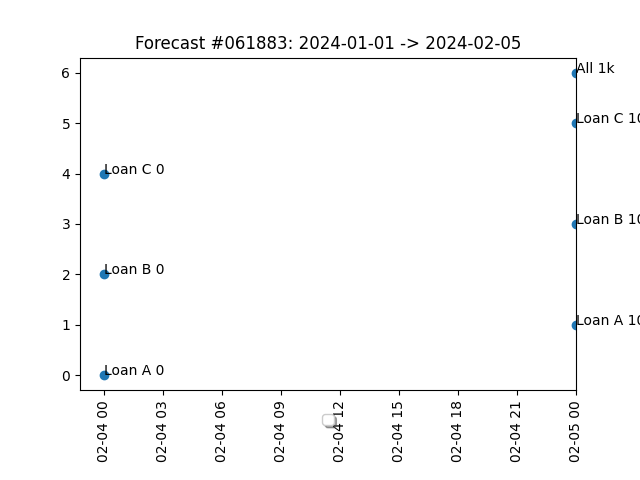 Forecast #061883: 2024-01-01 -> 2024-02-05
6
All 1k
5
Loan C 10
4
Loan C 0
3
Loan B 10
2
Loan B 0
1
Loan A 10
0
Loan A 0
02-04 00
02-04 03
02-04 06
02-04 09
02-04 12
02-04 15
02-04 18
02-04 21
02-05 00